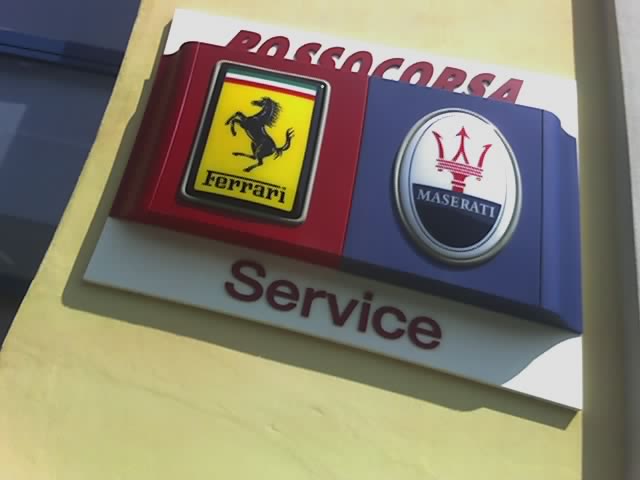 ROSSOCORSA
Ferrari
MASERATI
Service